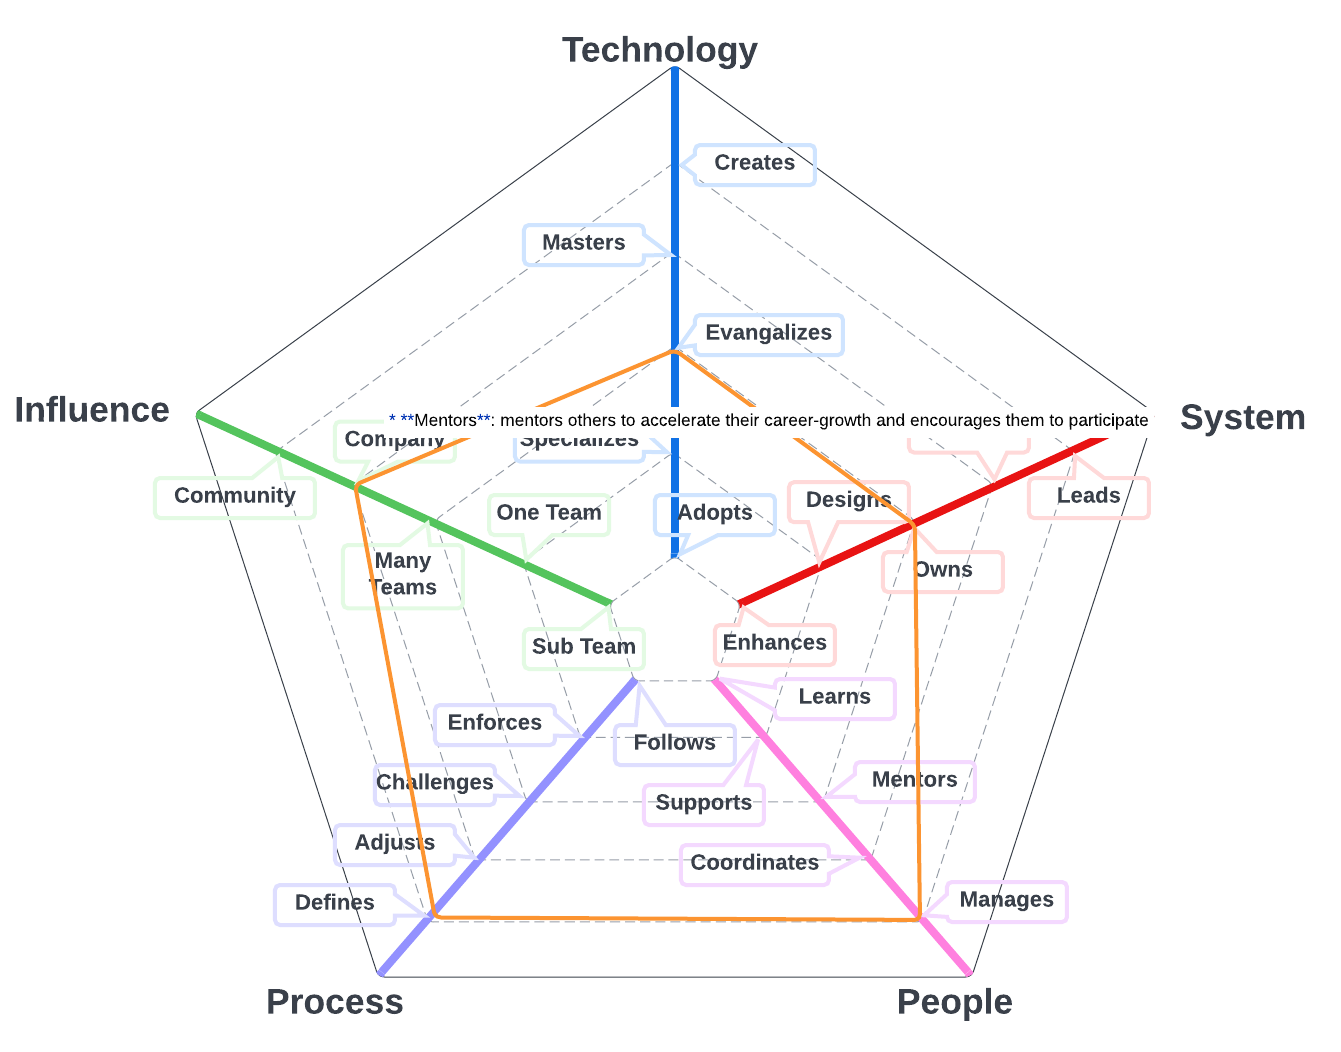 Technology
Creates
Masters
Evangalizes
Influence
* **Mentors**: mentors others to accelerate their career-growth and encourages them to participate
System
Company
Specializes
Community
Leads
Designs
One Team
Adopts
Many
Teams
Owns
Sub Team
Enhances
Learns
Enforces
Follows
Challenges
Mentors
Supports
Adjusts
Coordinates
Defines
Manages
Process
People